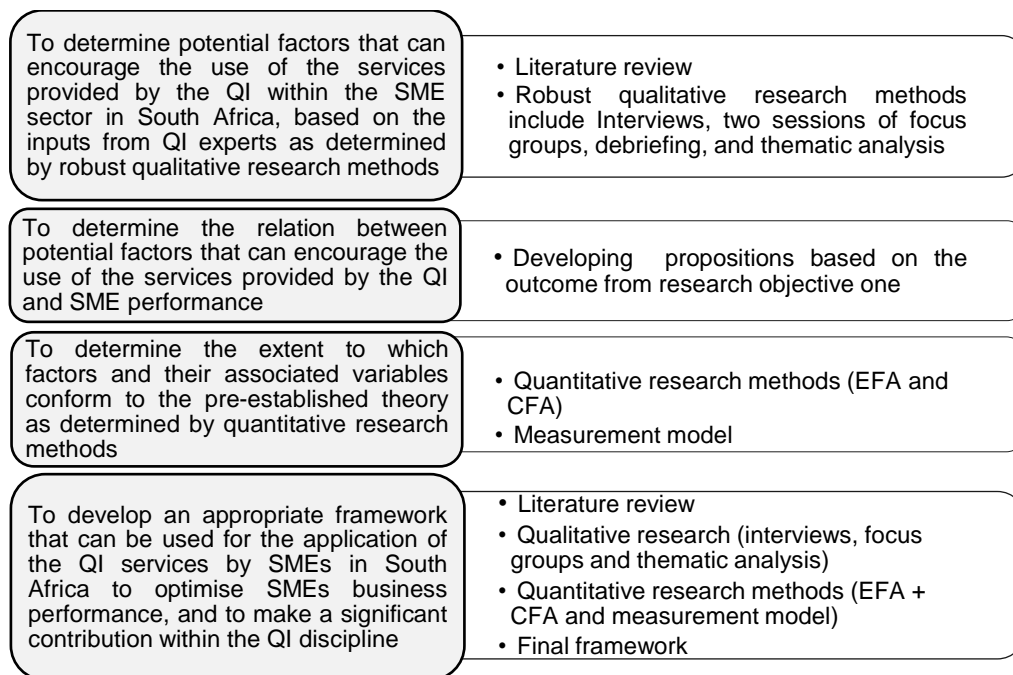 To determine potential factors that can
encourage the use of the services
provided by the QI within the SME
sector in South Africa, based on the
inputs from QI experts as determined
by robust qualitative research methods
• Literature review
• Robust qualitative research methods
include Interviews, two sessions of focus
groups, debriefing, and thematic analysis
To determine the relation between
potential factors that can encourage the
use of the services provided by the QI
and SME performance
• Developing propositions based on the
outcome from research objective one
To determine the extent to which
factors and their associated variables
conform to the pre-established theory
as determined by quantitative research
methods
• Quantitative research methods (EFA and
CFA)
• Measurement model
To develop an appropriate framework
that can be used for the application of
the QI services by SMEs in South
Africa to optimise SMEs business
performance, and to make a significant
contribution within the QI discipline
• Literature review
• Qualitative research (interviews, focus
groups and thematic analysis)
• Quantitative research methods (EFA +
CFA and measurement model)
• Final framework